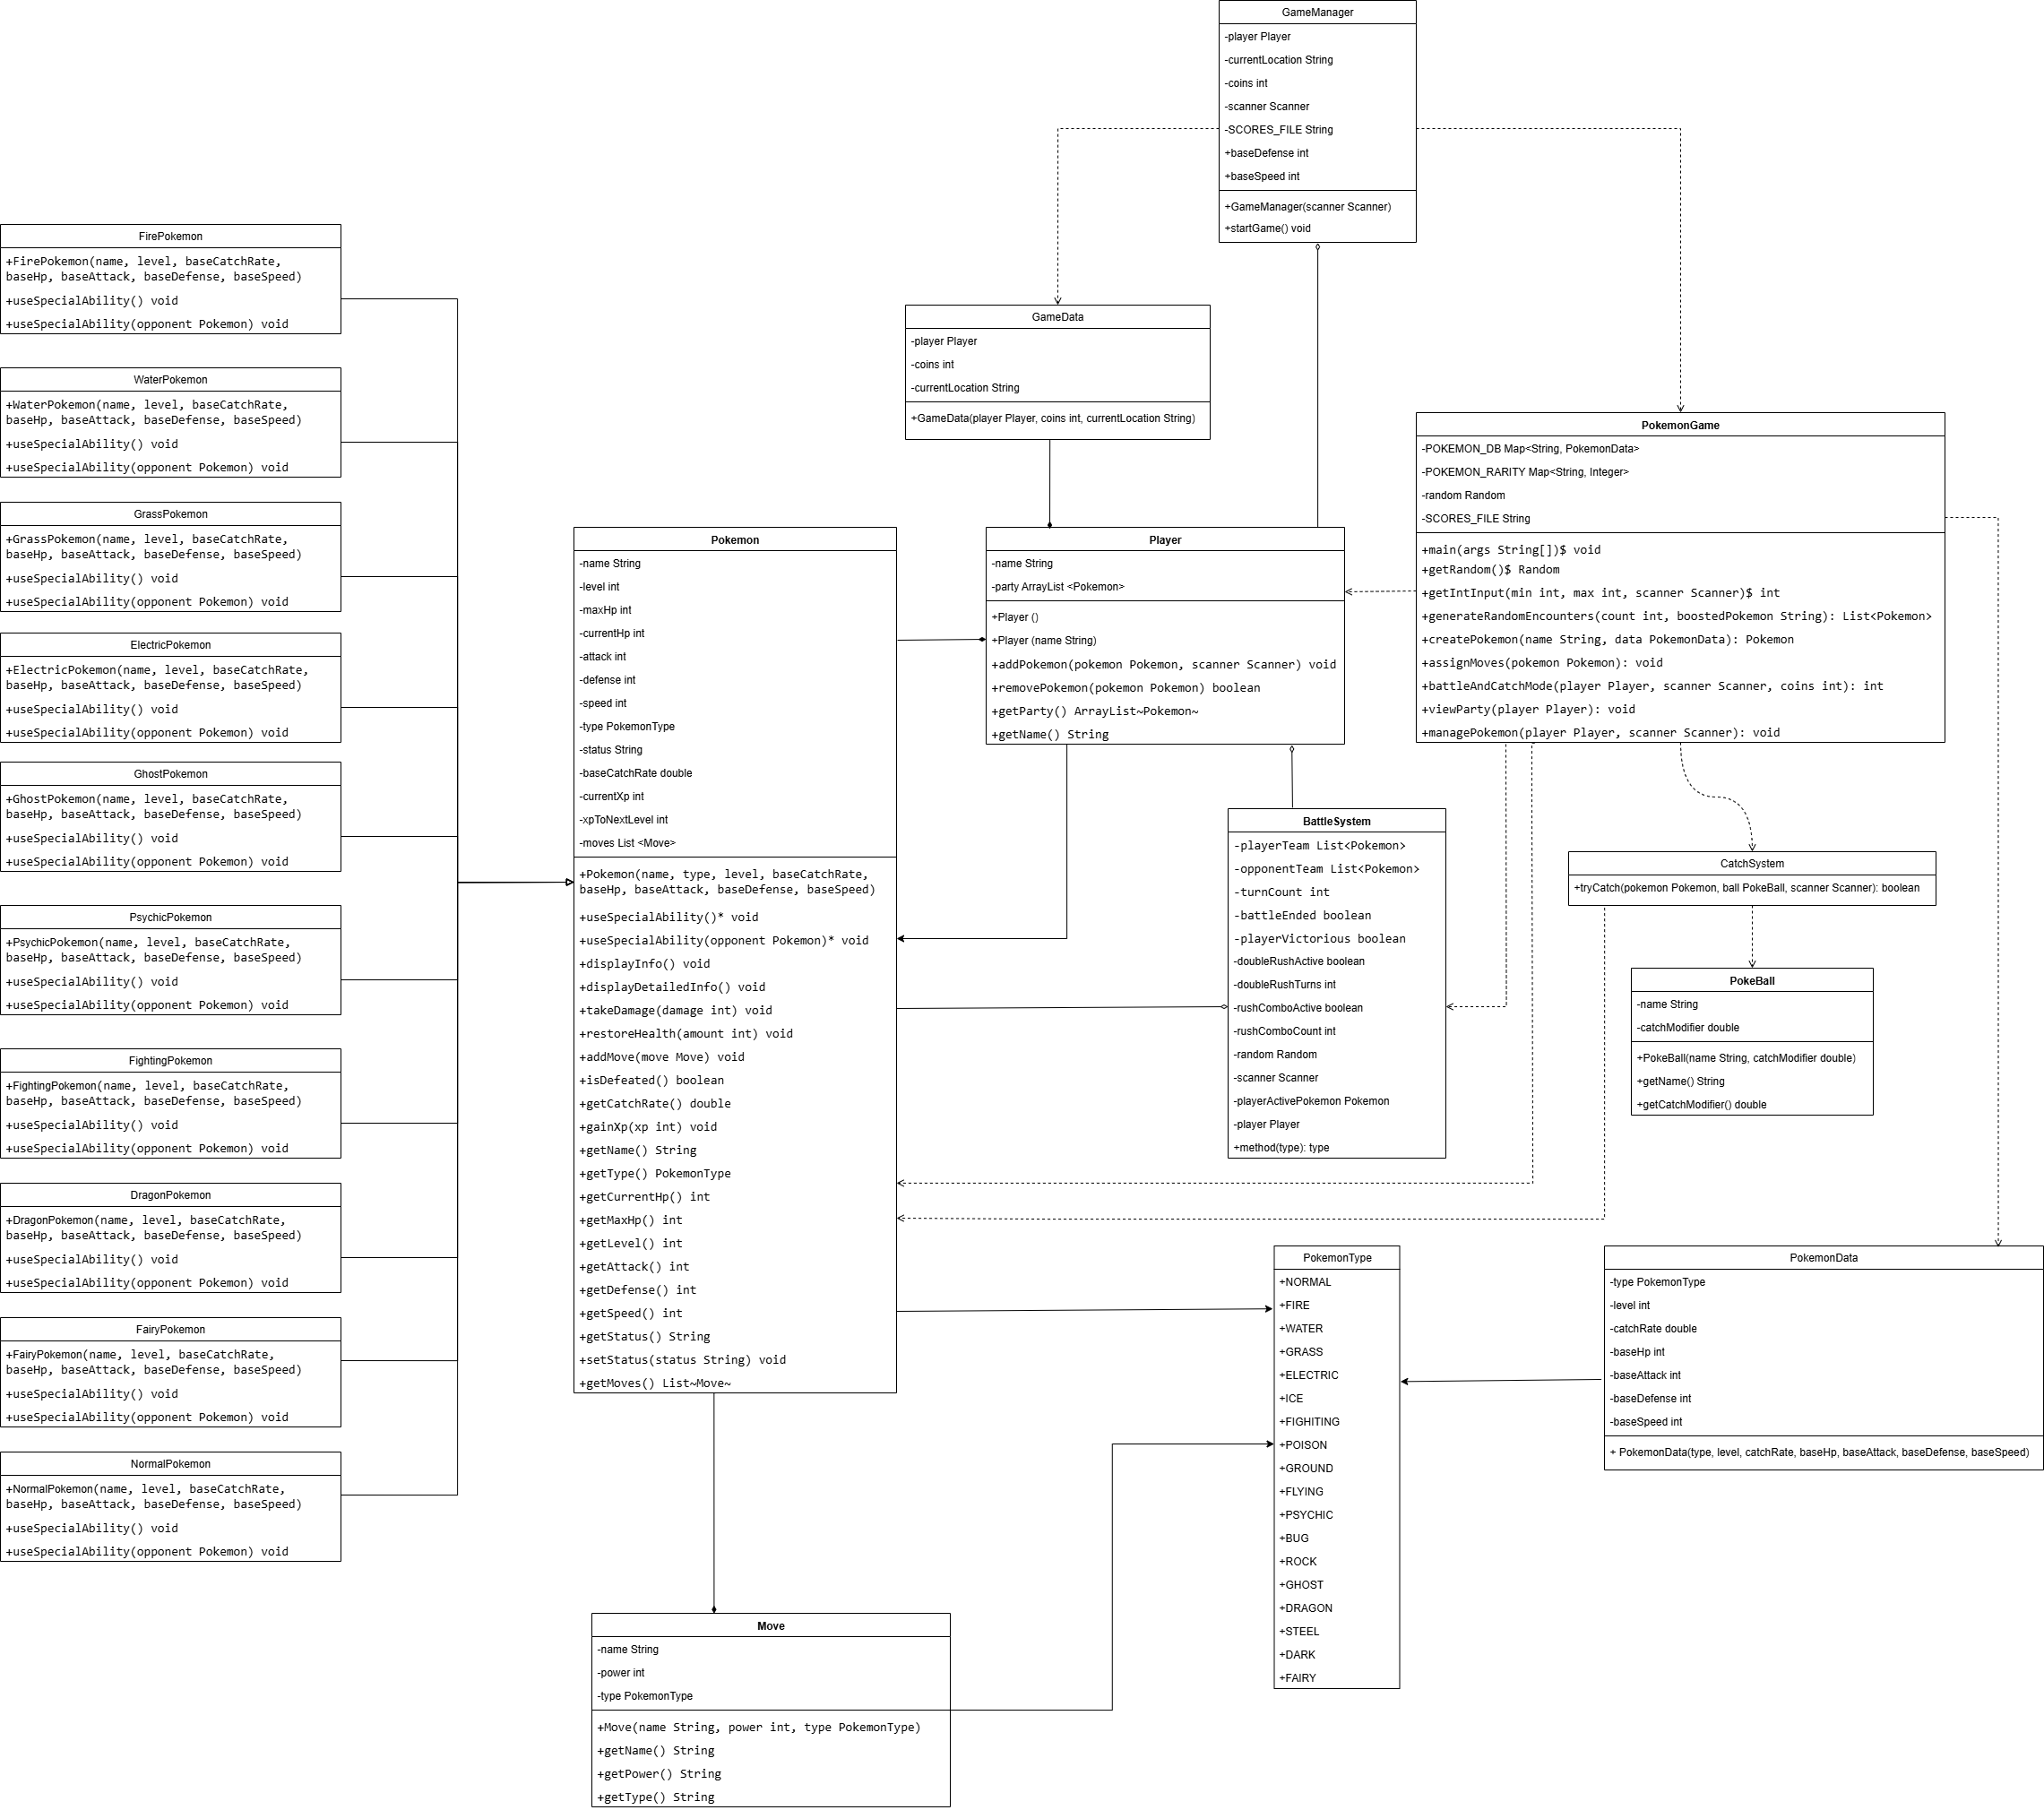 GameManager
-player Player
-currentLocation String
-coins int
-scanner Scanner
-SCORES_FILE String
+baseDefense int
+baseSpeed int
+GameManager(scanner Scanner)
+startGame() void
FirePokemon
+FirePokemon(name, level, baseCatchRate,
baseHp, baseAttack, baseDefense, baseSpeed)
+useSpecialAbility() void
+useSpecialAbility(opponent Pokemon) void
WaterPokemon
+WaterPokemon(name, level, baseCatchRate,
baseHp, baseAttack, baseDefense, baseSpeed)
+useSpecialAbility() void
+useSpecialAbility(opponent Pokemon) void
GrassPokemon
+GrassPokemon(name, level, baseCatchRate,
baseHp, baseAttack, baseDefense, baseSpeed)
+useSpecialAbility() void
+useSpecialAbility(opponent Pokemon) void
ElectricPokemon
+ElectricPokemon(name, level, baseCatchRate,
baseHp, baseAttack, baseDefense, baseSpeed)
+useSpecialAbility() void
+useSpecialAbility(opponent Pokemon) void
GhostPokemon
+GhostPokemon(name, level, baseCatchRate,
baseHp, baseAttack, baseDefense, baseSpeed)
+useSpecialAbility() void
+useSpecialAbility(opponent Pokemon) void
PsychicPokemon
+PsychicPokemon(name, level, baseCatchRate,
baseHp, baseAttack, baseDefense, baseSpeed)
+useSpecialAbility() void
+useSpecialAbility(opponent Pokemon) void
FightingPokemon
+FightingPokemon(name, level, baseCatchRate,
baseHp, baseAttack, baseDefense, baseSpeed)
+useSpecialAbility() void
+useSpecialAbility(opponent Pokemon) void
DragonPokemon
+DragonPokemon(name, level, baseCatchRate,
baseHp, baseAttack, baseDefense, baseSpeed)
+useSpecialAbility() void
+useSpecialAbility(opponent Pokemon) void
FairyPokemon
+FairyPokemon(name, level, baseCatchRate,
baseHp, baseAttack, baseDefense, baseSpeed)
+useSpecialAbility() void
+useSpecialAbility(opponent Pokemon) void
NormalPokemon
+NormalPokemon(name, level, baseCatchRate,
baseHp, baseAttack, baseDefense, baseSpeed)
+useSpecialAbility() void
+useSpecialAbility(opponent Pokemon) void
GameData
-player Player
-coins int
-currentLocation String
+GameData(player Player, coins int, currentLocation String)
PokemonGame
-POKEMON_DB Map<String, PokemonData>
-POKEMON_RARITY Map<String, Integer>
-random Random
-SCORES_FILE String
+main(args String[])$ void
+getRandom()$ Random
+getIntInput(min int, max int, scanner Scanner)$ int
+generateRandomEncounters(count int, boostedPokemon String): List<Pokemon>
+createPokemon(name String, data PokemonData): Pokemon
+assignMoves(pokemon Pokemon): void
+battleAndCatchMode(player Player, scanner Scanner, coins int): int
+viewParty(player Player): void
+managePokemon(player Player, scanner Scanner): void
Pokemon
-name String
-level int
-maxHp int
-currentHp int
-attack int
-defense int
-speed int
-type PokemonType
-status String
-baseCatchRate double
-currentXp int
-xpToNextLevel int
-moves List <Move>
+Pokemon(name, type, level, baseCatchRate,
baseHp, baseAttack, baseDefense, baseSpeed)
+useSpecialAbility()* void
+useSpecialAbility(opponent Pokemon)* void
+displayInfo() void
+displayDetailedInfo() void
+takeDamage(damage int) void
+restoreHealth(amount int) void
+addMove(move Move) void
+isDefeated() boolean
+getCatchRate() double
+gainXp(xp int) void
+getName() String
+getType() PokemonType
+getCurrentHp() int
+getMaxHp() int
+getLevel() int
+getAttack() int
+getDefense() int
+getSpeed() int
+getStatus() String
+setStatus(status String) void
+getMoves() List~Move~
Player
-name String
-party ArrayList <Pokemon>
+Player ()
+Player (name String)
+addPokemon(pokemon Pokemon, scanner Scanner) void
+removePokemon(pokemon Pokemon) boolean
+getParty() ArrayList~Pokemon~
+getName() String
BattleSystem
-playerTeam List<Pokemon>
-opponentTeam List<Pokemon>
-turnCount int
-battleEnded boolean
-playerVictorious boolean
-doubleRushActive boolean
-doubleRushTurns int
-rushComboActive boolean
-rushComboCount int
-random Random
-scanner Scanner
-playerActivePokemon Pokemon
-player Player
+method(type): type
CatchSystem
+tryCatch(pokemon Pokemon, ball PokeBall, scanner Scanner): boolean
PokeBall
-name String
-catchModifier double
+PokeBall(name String, catchModifier double)
+getName() String
+getCatchModifier() double
PokemonType
+NORMAL
+FIRE
+WATER
+GRASS
+ELECTRIC
+ICE
+FIGHITING
+POISON
+GROUND
+FLYING
+PSYCHIC
+BUG
+ROCK
+GHOST
+DRAGON
+STEEL
+DARK
+FAIRY
PokemonData
-type PokemonType
-level int
-catchRate double
-baseHp int
-baseAttack int
-baseDefense int
-baseSpeed int
+ PokemonData(type, level, catchRate, baseHp, baseAttack, baseDefense, baseSpeed)
Move
-name String
-power int
-type PokemonType
+Move(name String, power int, type PokemonType)
+getName() String
+getPower() String
+getType() String